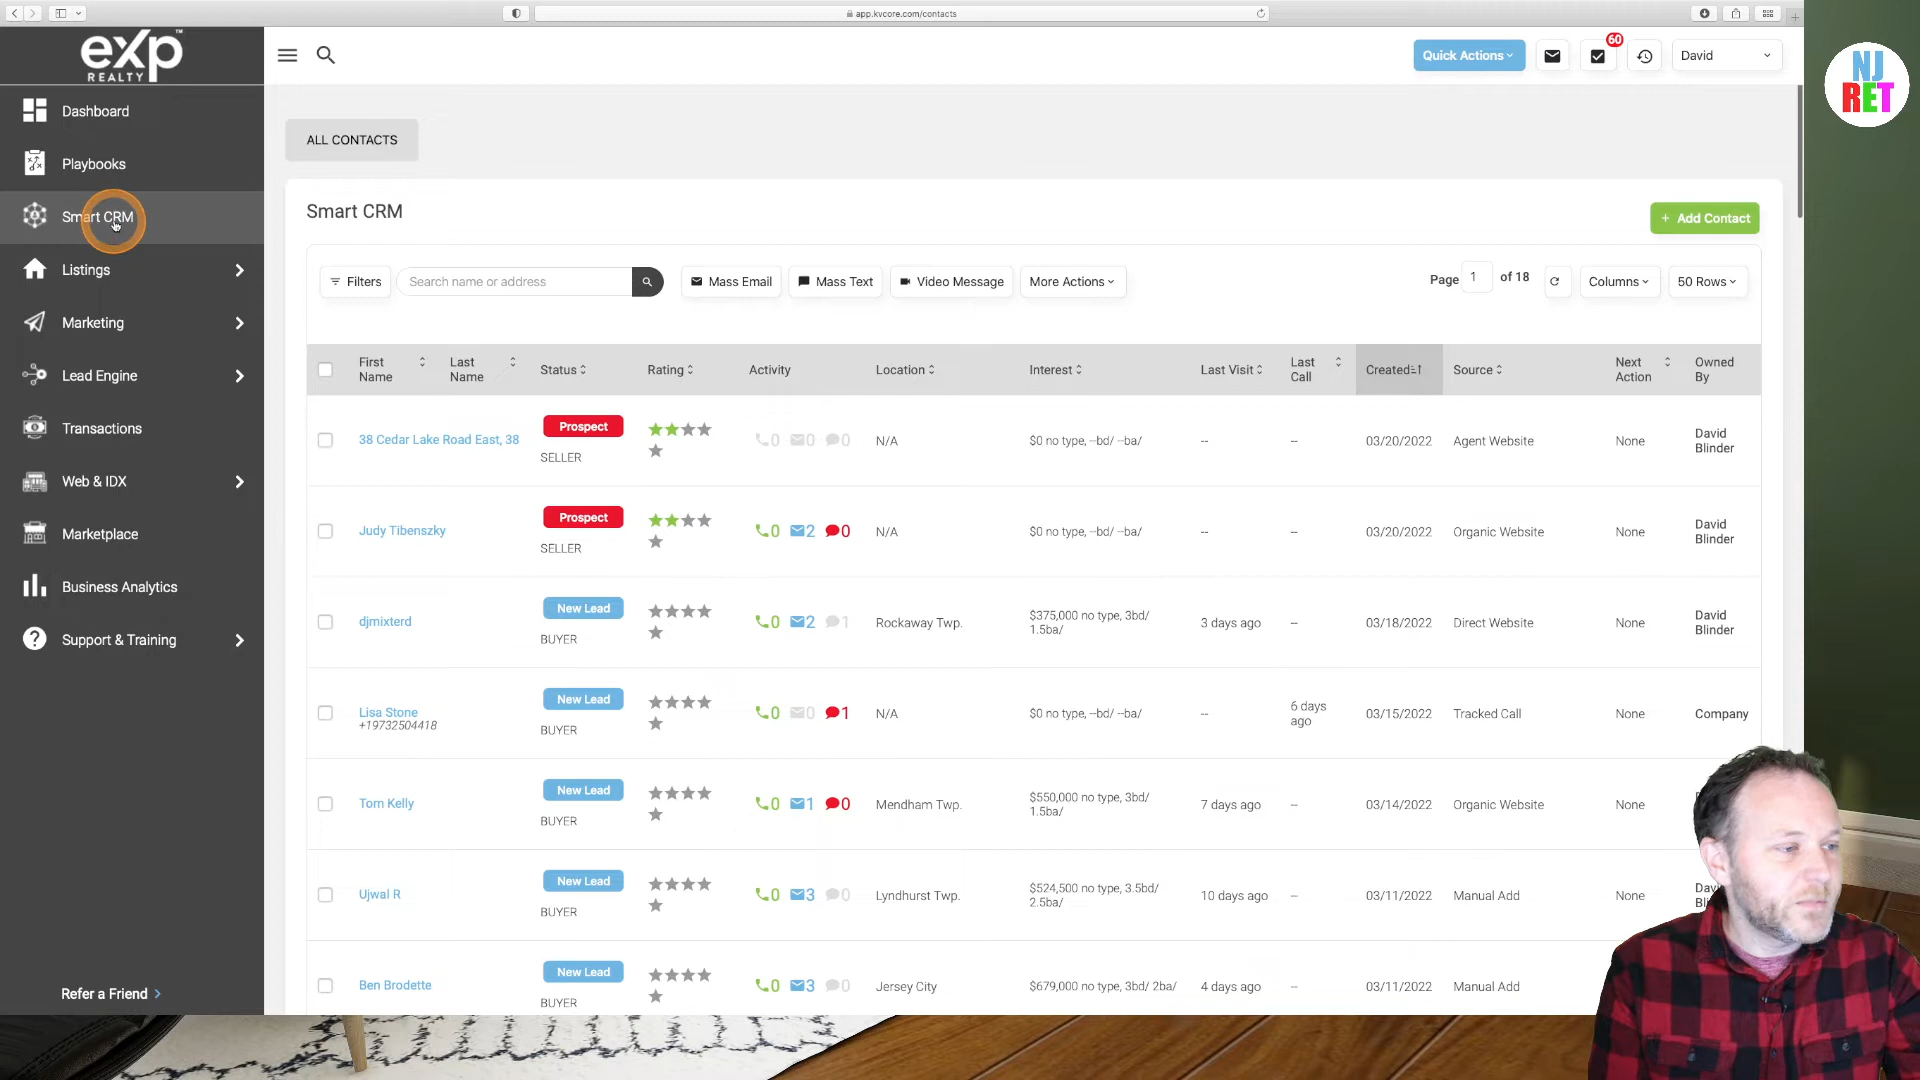 app.kvcore.com/contacts
eXp™
REALTY
Quick Actions
60
David
NJ
RET
Dashboard
Playbooks
Smart CRM
Listings
Marketing
Lead Engine
Transactions
Web & IDX
Marketplace
Business Analytics
Support & Training
Refer a Friend
ALL CONTACTS
Smart CRM
+ Add Contact
Filters
Search name or address
Mass Email
Mass Text
Video Message
More Actions
Page 1 of 18
Columns
50 Rows
First Name Last Name Status Rating Activity Location Interest Last Visit Last Call Created Source Next Action Owned By
38 Cedar Lake Road East, 38 Prospect SELLER 0 0 0 N/A $0 no type, --bd/ --ba/ -- -- 03/20/2022 Agent Website None David Blinder
Judy Tibenszky Prospect SELLER 0 2 0 N/A $0 no type, --bd/ --ba/ -- -- 03/20/2022 Organic Website None David Blinder
djmixterd New Lead BUYER 0 2 1 Rockaway Twp. $375,000 no type, 3bd/ 1.5ba/ 3 days ago -- 03/18/2022 Direct Website None David Blinder
Lisa Stone +19732504418 New Lead BUYER 0 0 1 N/A $0 no type, --bd/ --ba/ -- 6 days ago 03/15/2022 Tracked Call None Company
Tom Kelly New Lead BUYER 0 1 0 Mendham Twp. $550,000 no type, 3bd/ 1.5ba/ 7 days ago -- 03/14/2022 Organic Website None
Ujwal R New Lead BUYER 0 3 0 Lyndhurst Twp. $524,500 no type, 3.5bd/ 2.5ba/ 10 days ago -- 03/11/2022 Manual Add None
Ben Brodette New Lead BUYER 0 3 0 Jersey City $679,000 no type, 3bd/ 2ba/ 4 days ago -- 03/11/2022 Manual Add